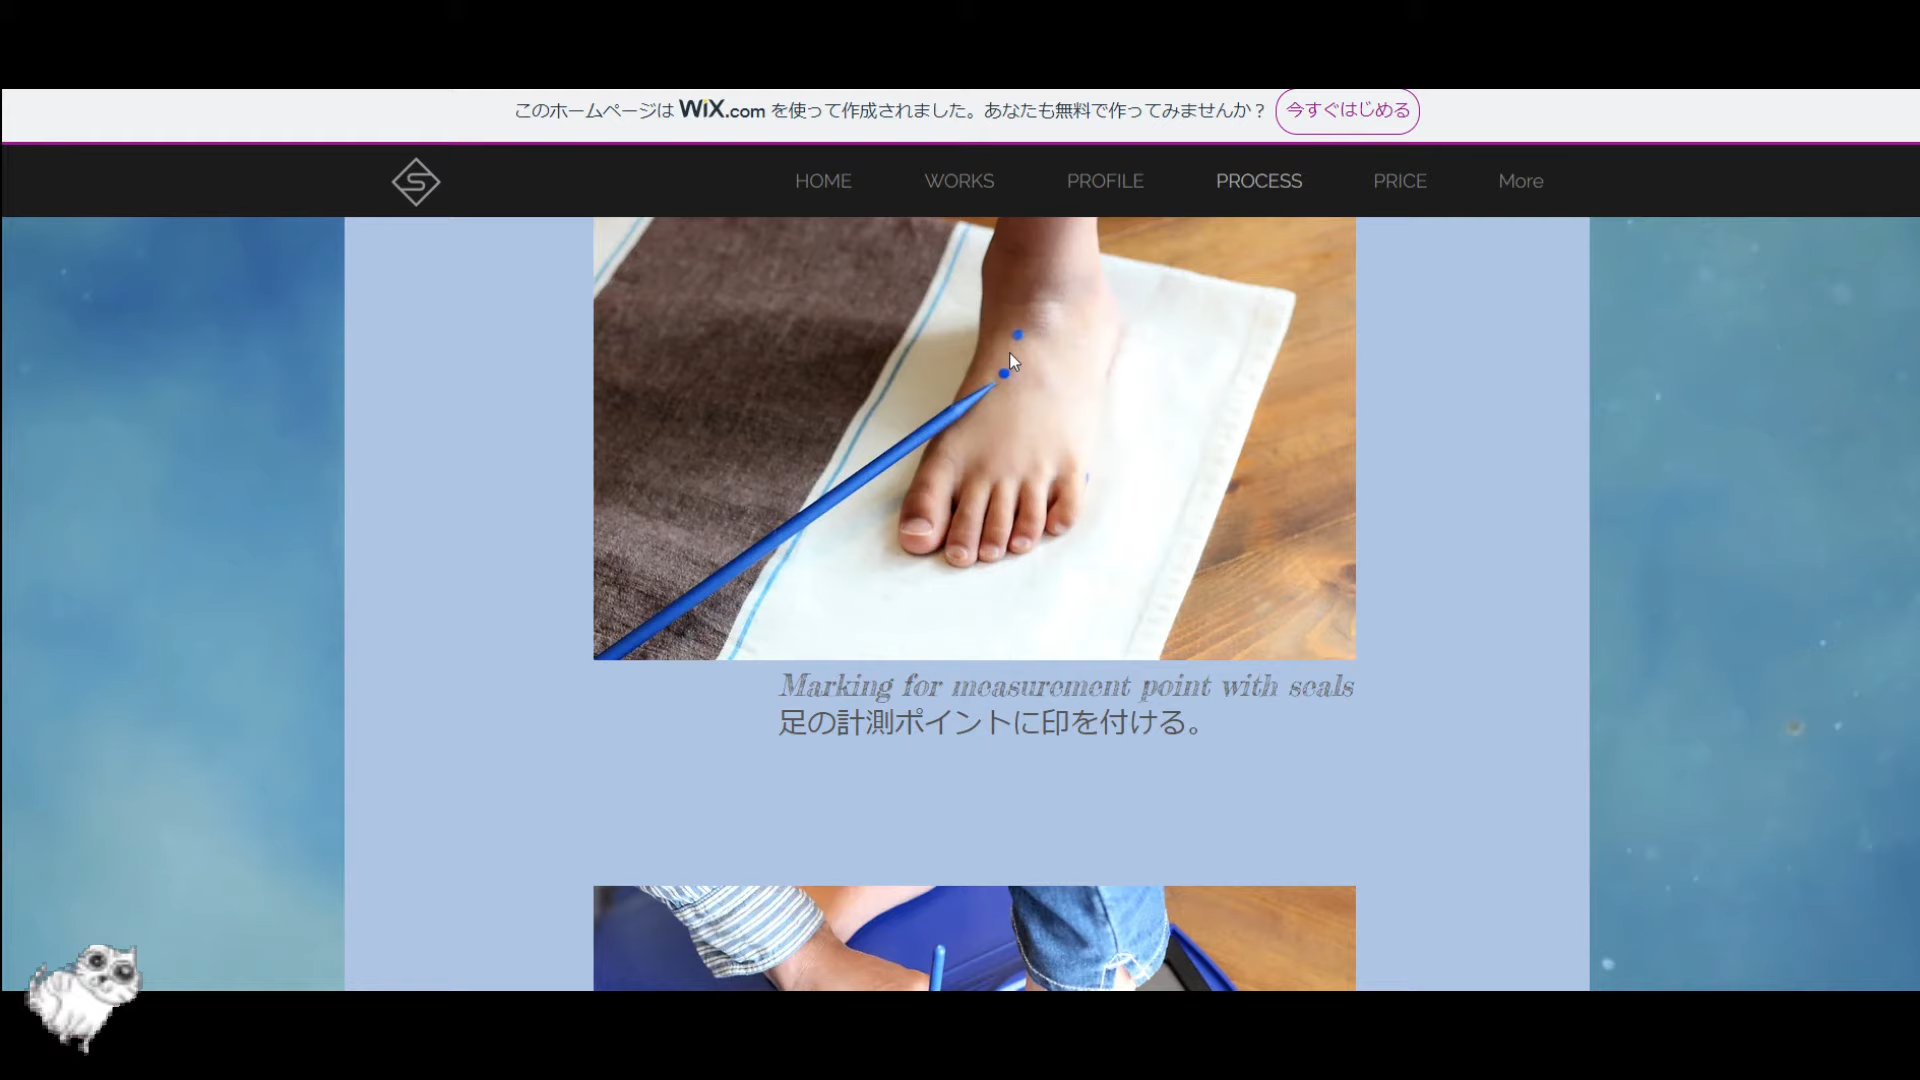 このホームページは WiX.com を使って作成されました。あなたも無料で作ってみませんか？ 今すぐはじめる
HOME WORKS PROFILE PROCESS PRICE More
Marking for measurement point with seals
足の計測ポイントに印を付ける。